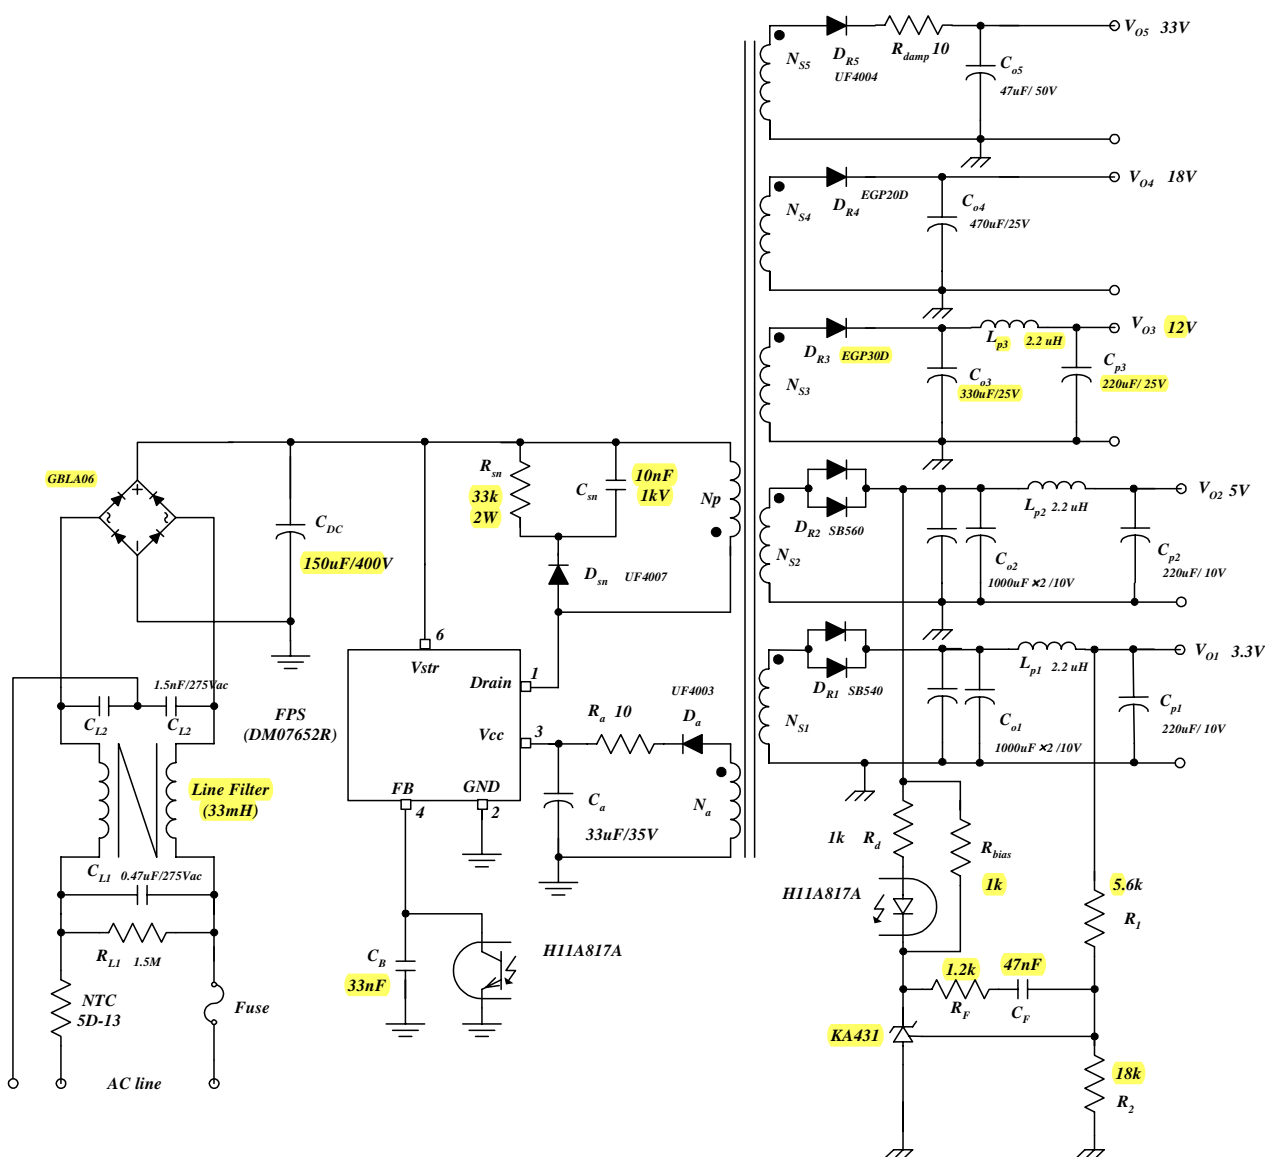 V_O5 33V
N_S5
D_R5
UF4004
R_damp 10
C_o5
47uF/ 50V
V_O4 18V
N_S4
D_R4
EGP20D
C_o4
470uF/25V
V_O3 12V
N_S3
D_R3 EGP30D
L_p3 2.2 uH
C_o3
330uF/25V
C_p3
220uF/ 25V
GBLA06
+
~
~
−
C_DC
150uF/400V
R_sn
33k
2W
C_sn
10nF
1kV
Np
D_sn UF4007
V_O2 5V
N_S2
D_R2 SB560
L_p2 2.2 uH
C_o2
1000uF ×2 /10V
C_p2
220uF/ 10V
6
Vstr
Drain
1
V_O1 3.3V
N_S1
D_R1 SB540
L_p1 2.2 uH
C_o1
1000uF ×2 /10V
C_p1
220uF/ 10V
1.5nF/275Vac
C_L2
C_L2
FPS
(DM07652R)
Vcc
3
R_a 10
UF4003
D_a
N_a
FB
GND
4
2
C_a
33uF/35V
Line Filter
(33mH)
C_L1 0.47uF/275Vac
R_L1 1.5M
NTC
5D-13
Fuse
AC line
C_B
33nF
H11A817A
1k R_d
R_bias
1k
H11A817A
5.6k
R_1
1.2k
R_F
47nF
C_F
KA431
18k
R_2